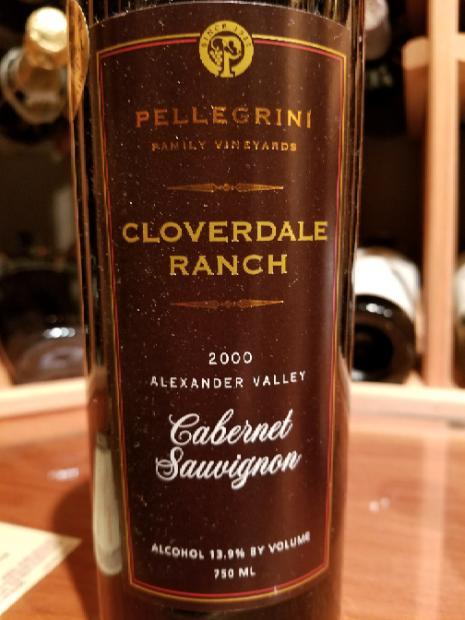 PELLEGRINI
FAMILY VINEYARDS
CLOVERDALE
RANCH
2000
ALEXANDER VALLEY
Cabernet
Sauvignon
ALCOHOL 13.9% BY VOLUME
750 ML